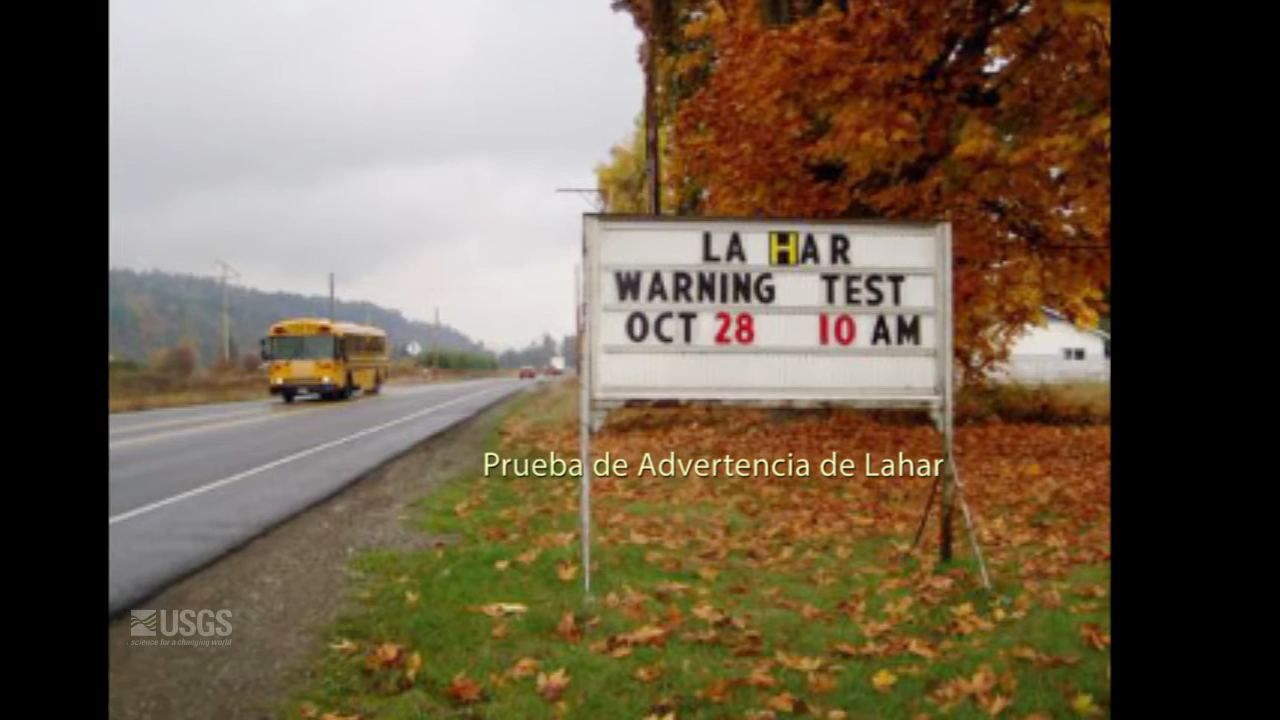 LA HAR
WARNING TEST
OCT 28 10 AM
Prueba de Advertencia de Lahar
USGS
science for a changing world